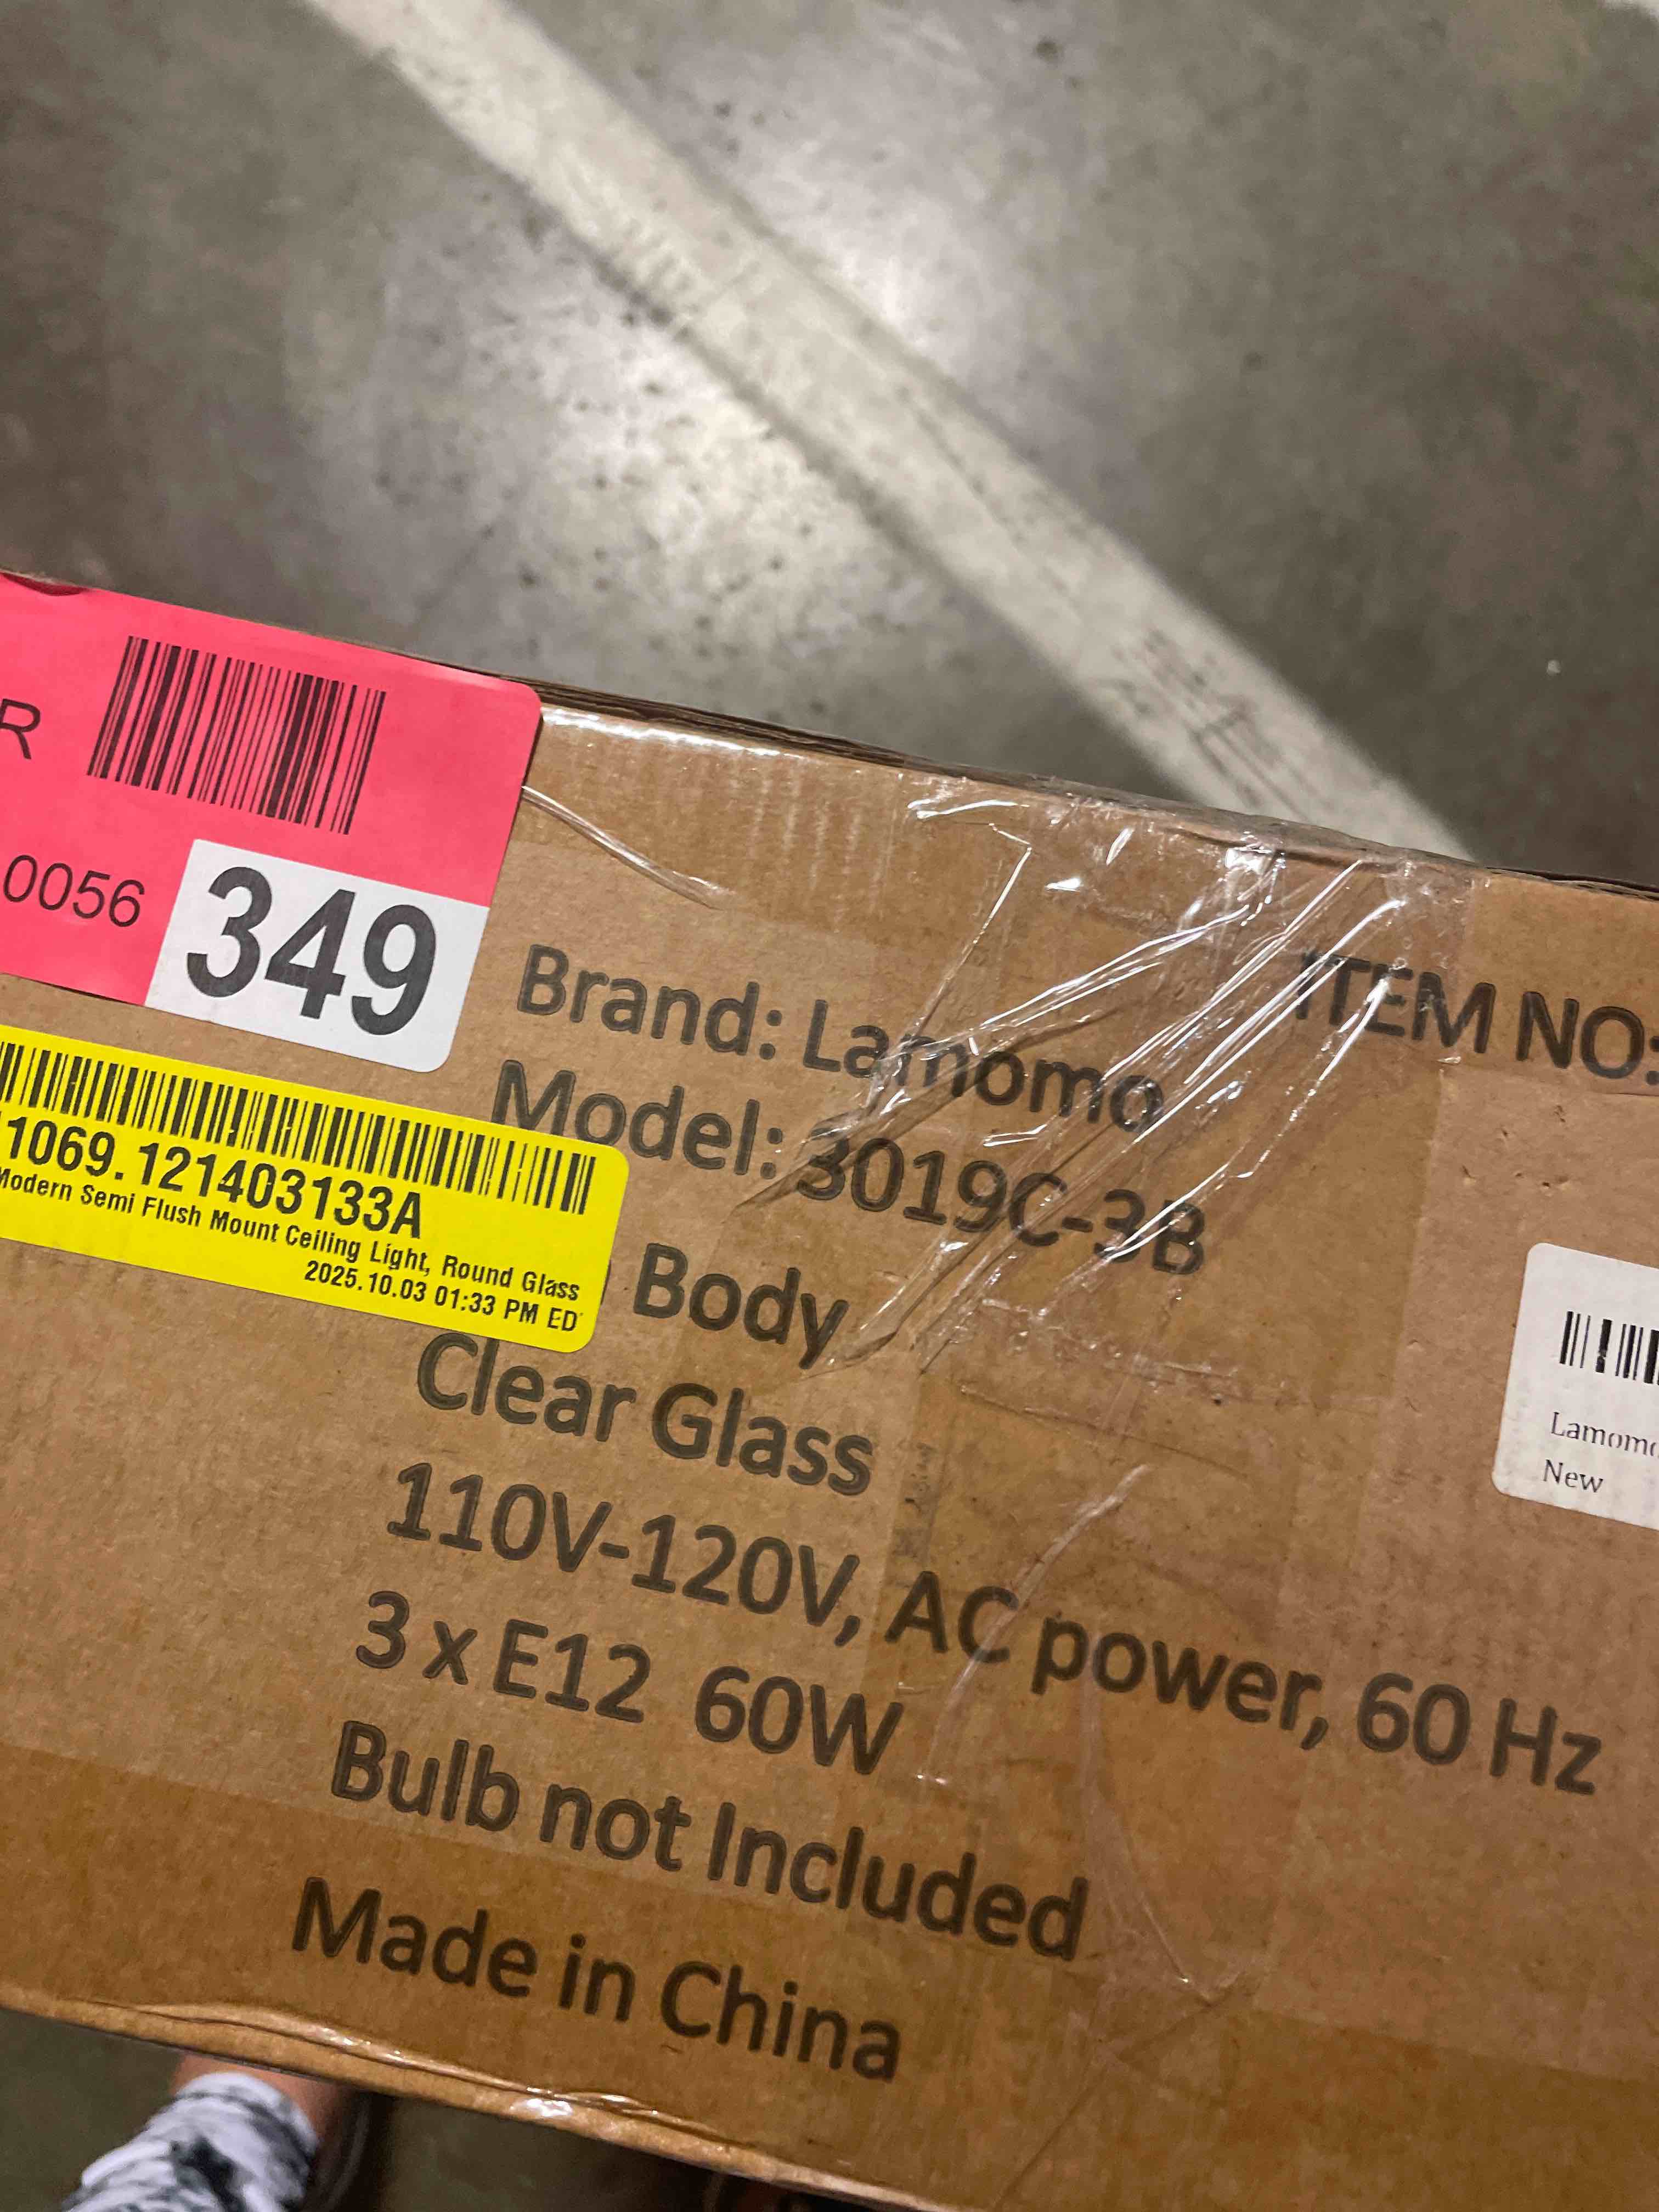 R
0056
349
1069.121403133A
Modern Semi Flush Mount Ceiling Light, Round Glass
2025.10.03 01:33 PM ED
Brand: Lamomo
Model: 3019C-3B
Body
Clear Glass
110V-120V, AC power, 60 Hz
3 x E12 60W
Bulb not Included
Made in China
ITEM NO:
Lamomo
New